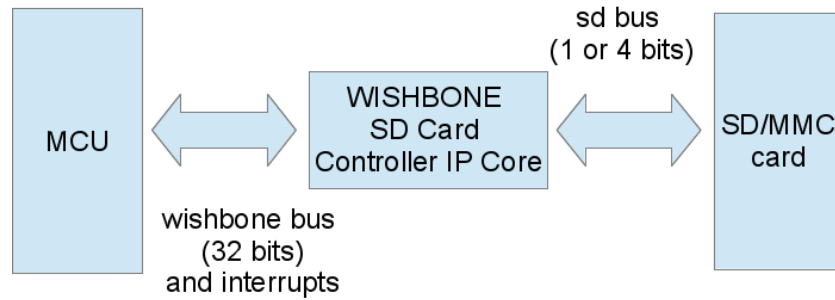 MCU
wishbone bus
(32 bits)
and interrupts
WISHBONE
SD Card
Controller IP Core
sd bus
(1 or 4 bits)
SD/MMC
card